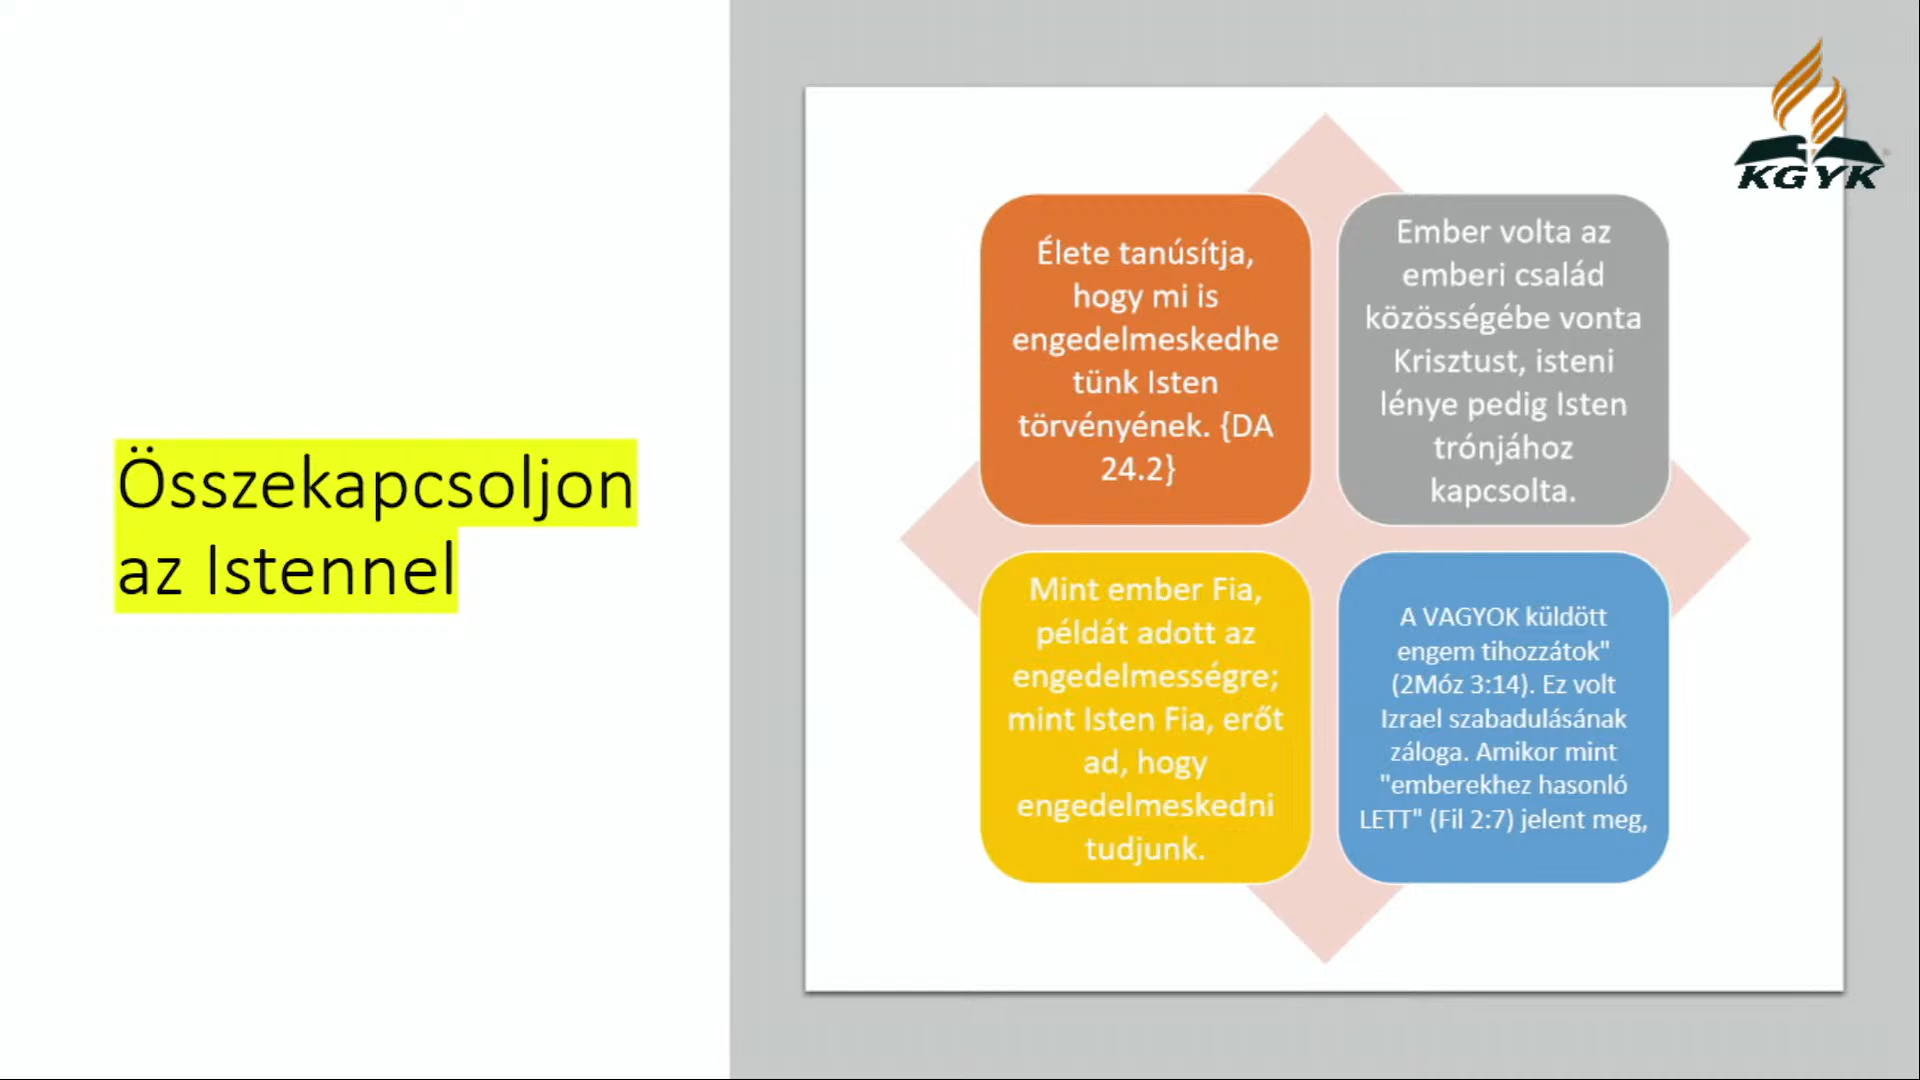 Összekapcsoljon
az Istennel
Élete tanúsítja,
hogy mi is
engedelmeskedhe
tünk Isten
törvényének. {DA
24.2}
Ember volta az
emberi család
közösségébe vonta
Krisztust, isteni
lénye pedig Isten
trónjához
kapcsolta.
Mint ember Fia,
példát adott az
engedelmességre;
mint Isten Fia, erőt
ad, hogy
engedelmeskedni
tudjunk.
A VAGYOK küldött
engem tihozzátok"
(2Móz 3:14). Ez volt
Izrael szabadulásának
záloga. Amikor mint
"emberekhez hasonló
LETT" (Fil 2:7) jelent meg,
KGYK